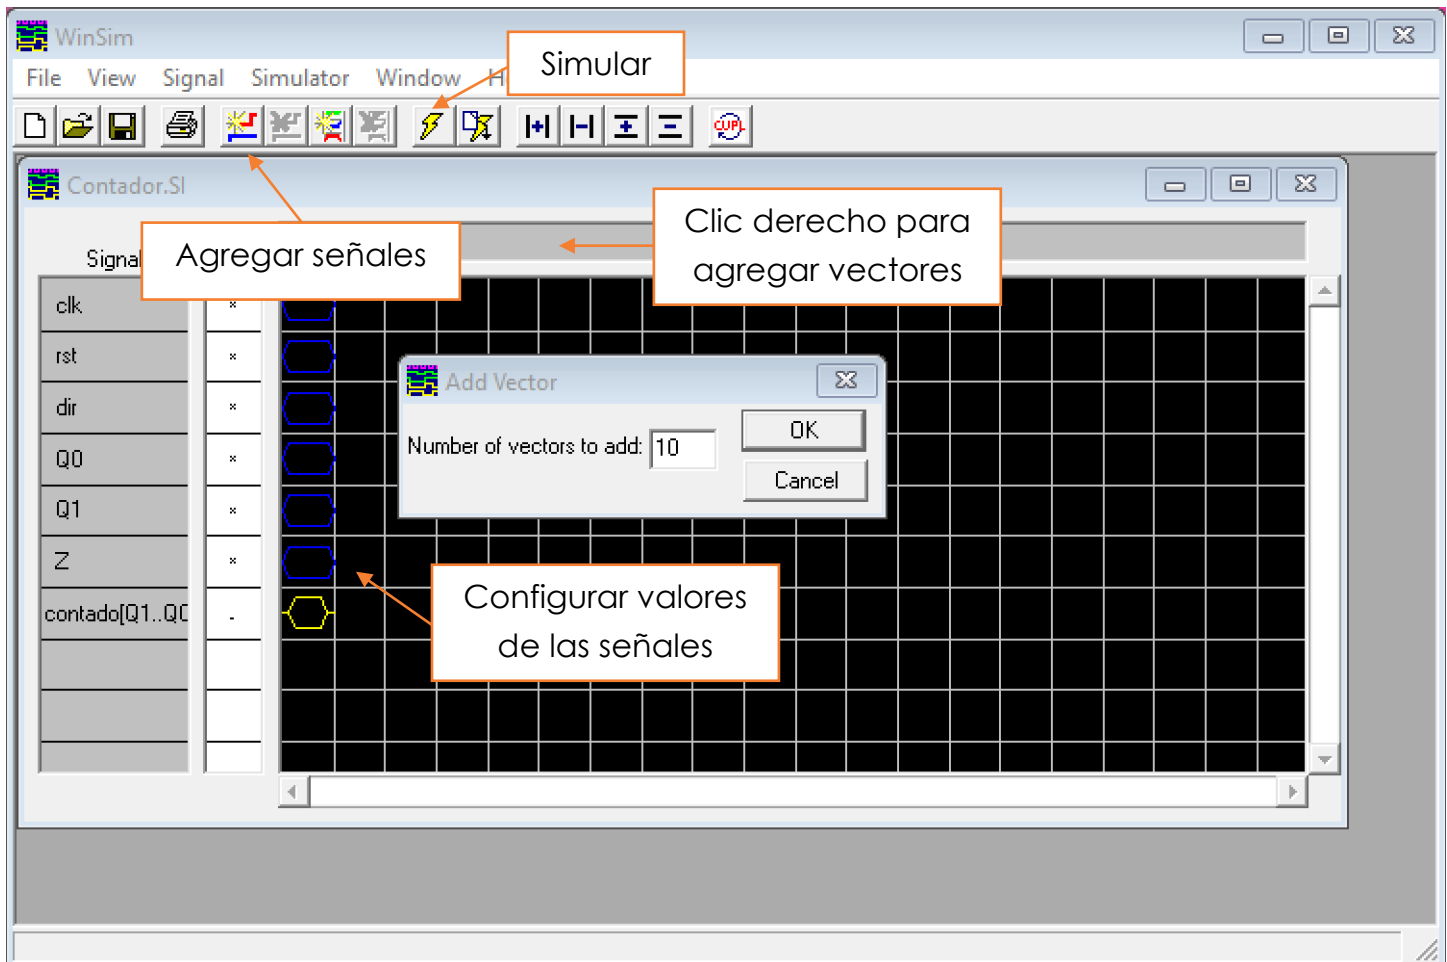 WinSim
Simular
File View Signal Simulator Window
CUPL
Contador.SI
Agregar señales
Clic derecho para
agregar vectores
Signal
clk
rst
dir
Q0
Q1
Z
contado[Q1..Q0
Add Vector
Number of vectors to add: 10
OK
Cancel
Configurar valores
de las señales